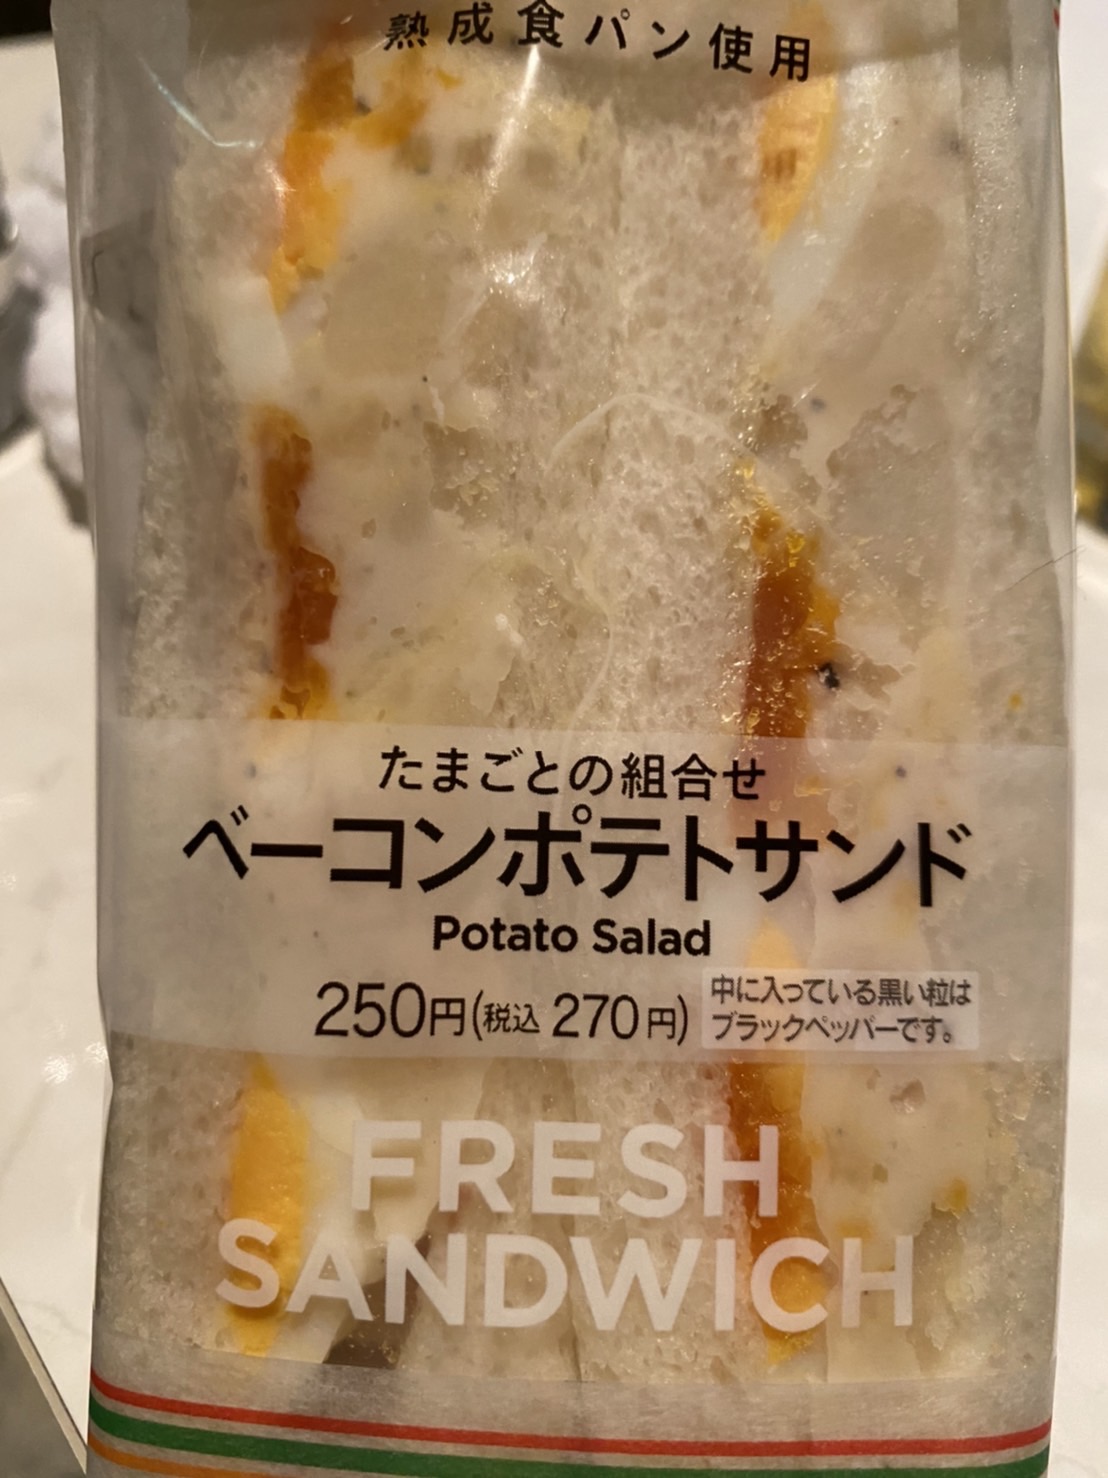 熟成食パン使用
たまごとの組合せ
ベーコンポテトサンド
Potato Salad
250円(税込 270円)
中に入っている黒い粒は
ブラックペッパーです。
FRESH
SANDWICH